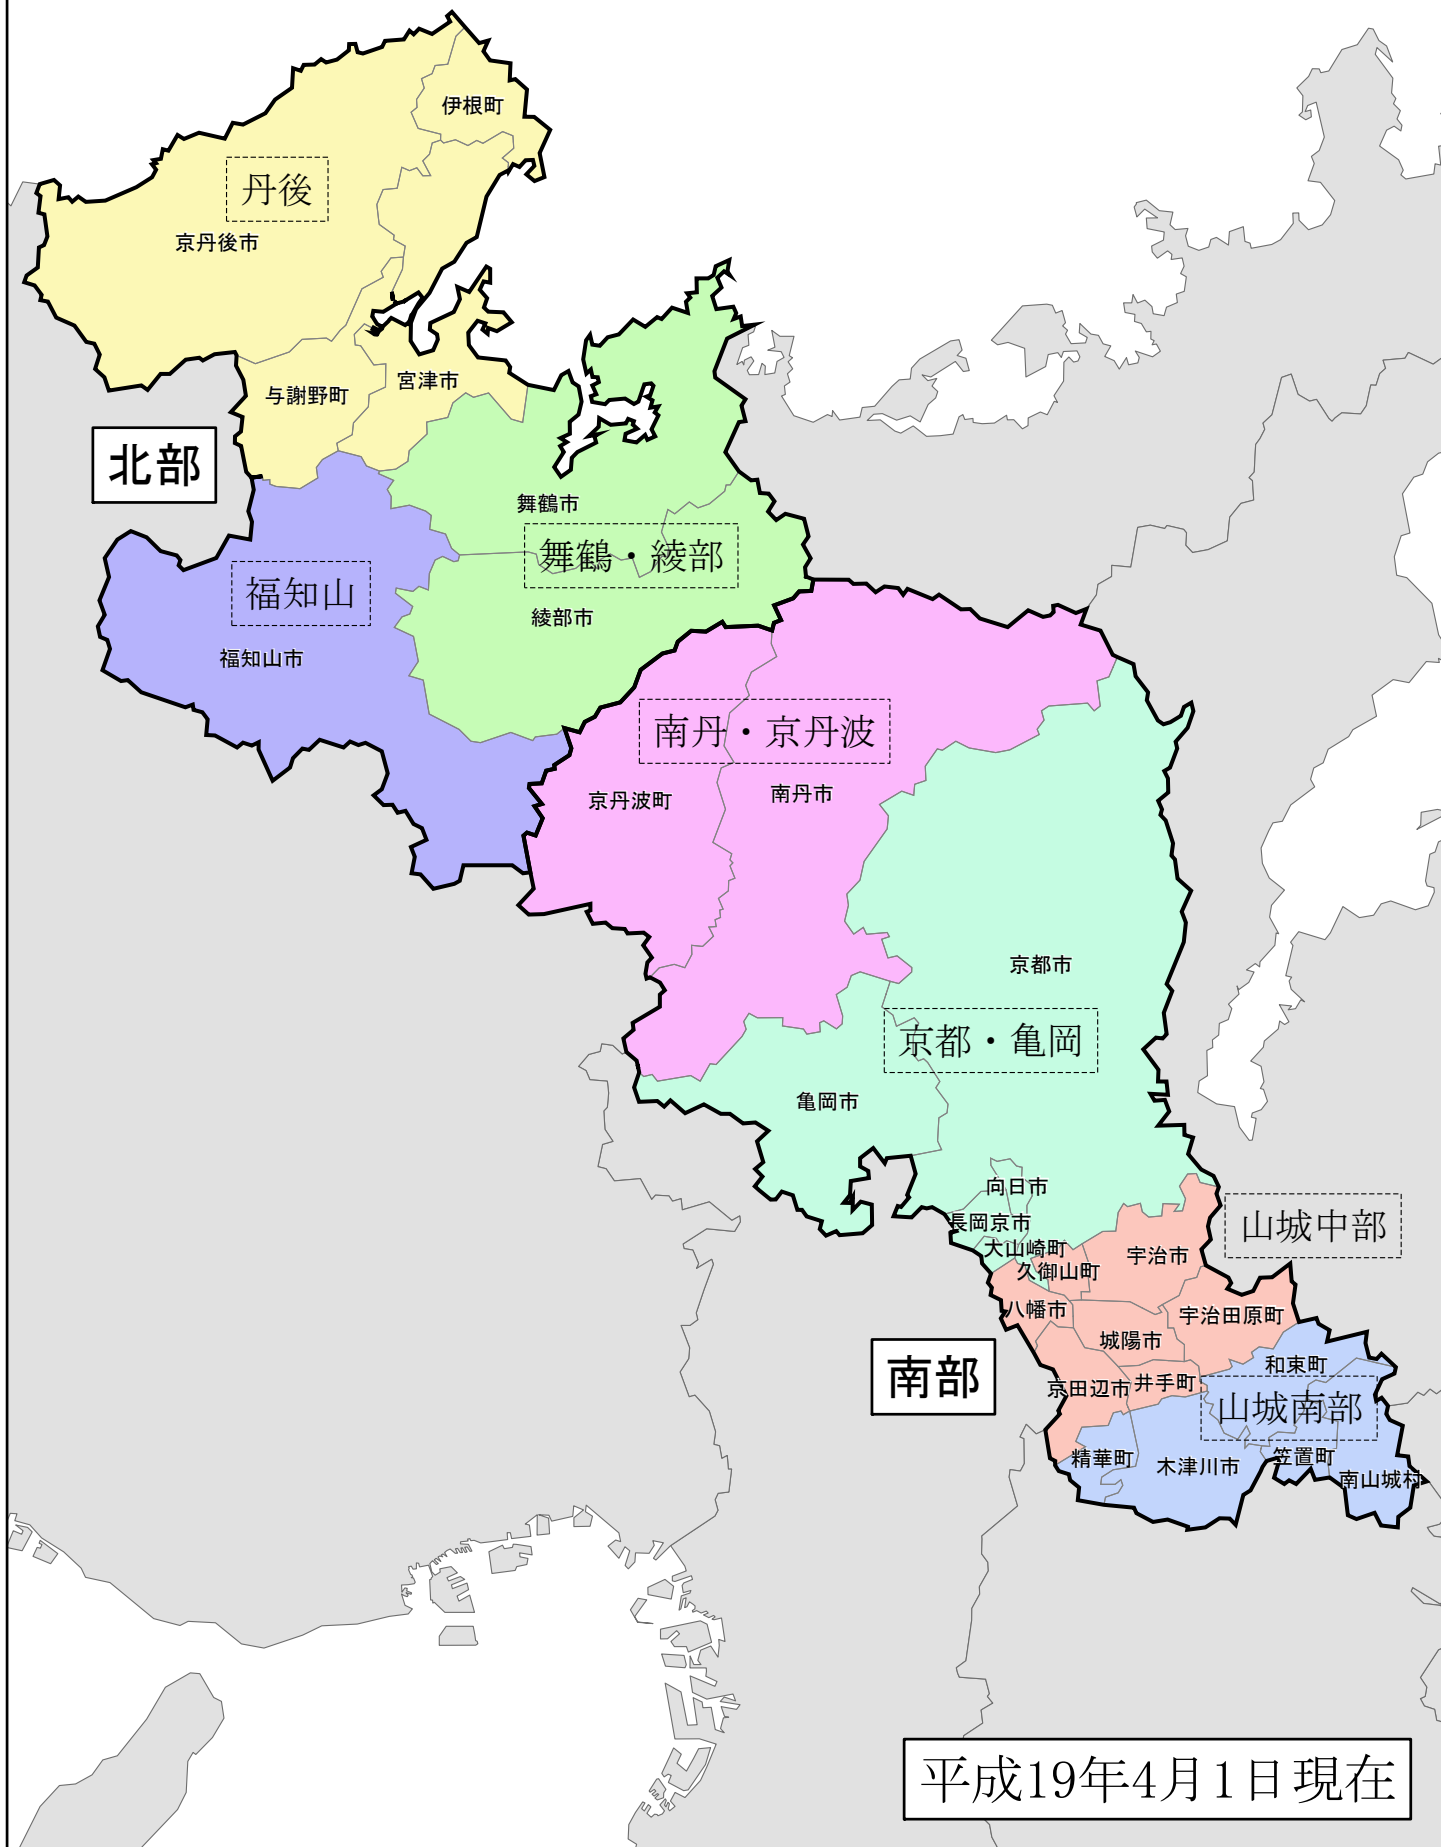 伊根町
丹後
京丹後市
宮津市
与謝野町
北部
舞鶴市
舞鶴・綾部
福知山
綾部市
福知山市
南丹・京丹波
南丹市
京丹波町
京都市
京都・亀岡
亀岡市
向日市
長岡京市
山城中部
大山崎町
宇治市
久御山町
八幡市
宇治田原町
城陽市
南部
和束町
井手町
京田辺市
山城南部
精華町
笠置町
木津川市
南山城村
平成19年4月1日現在